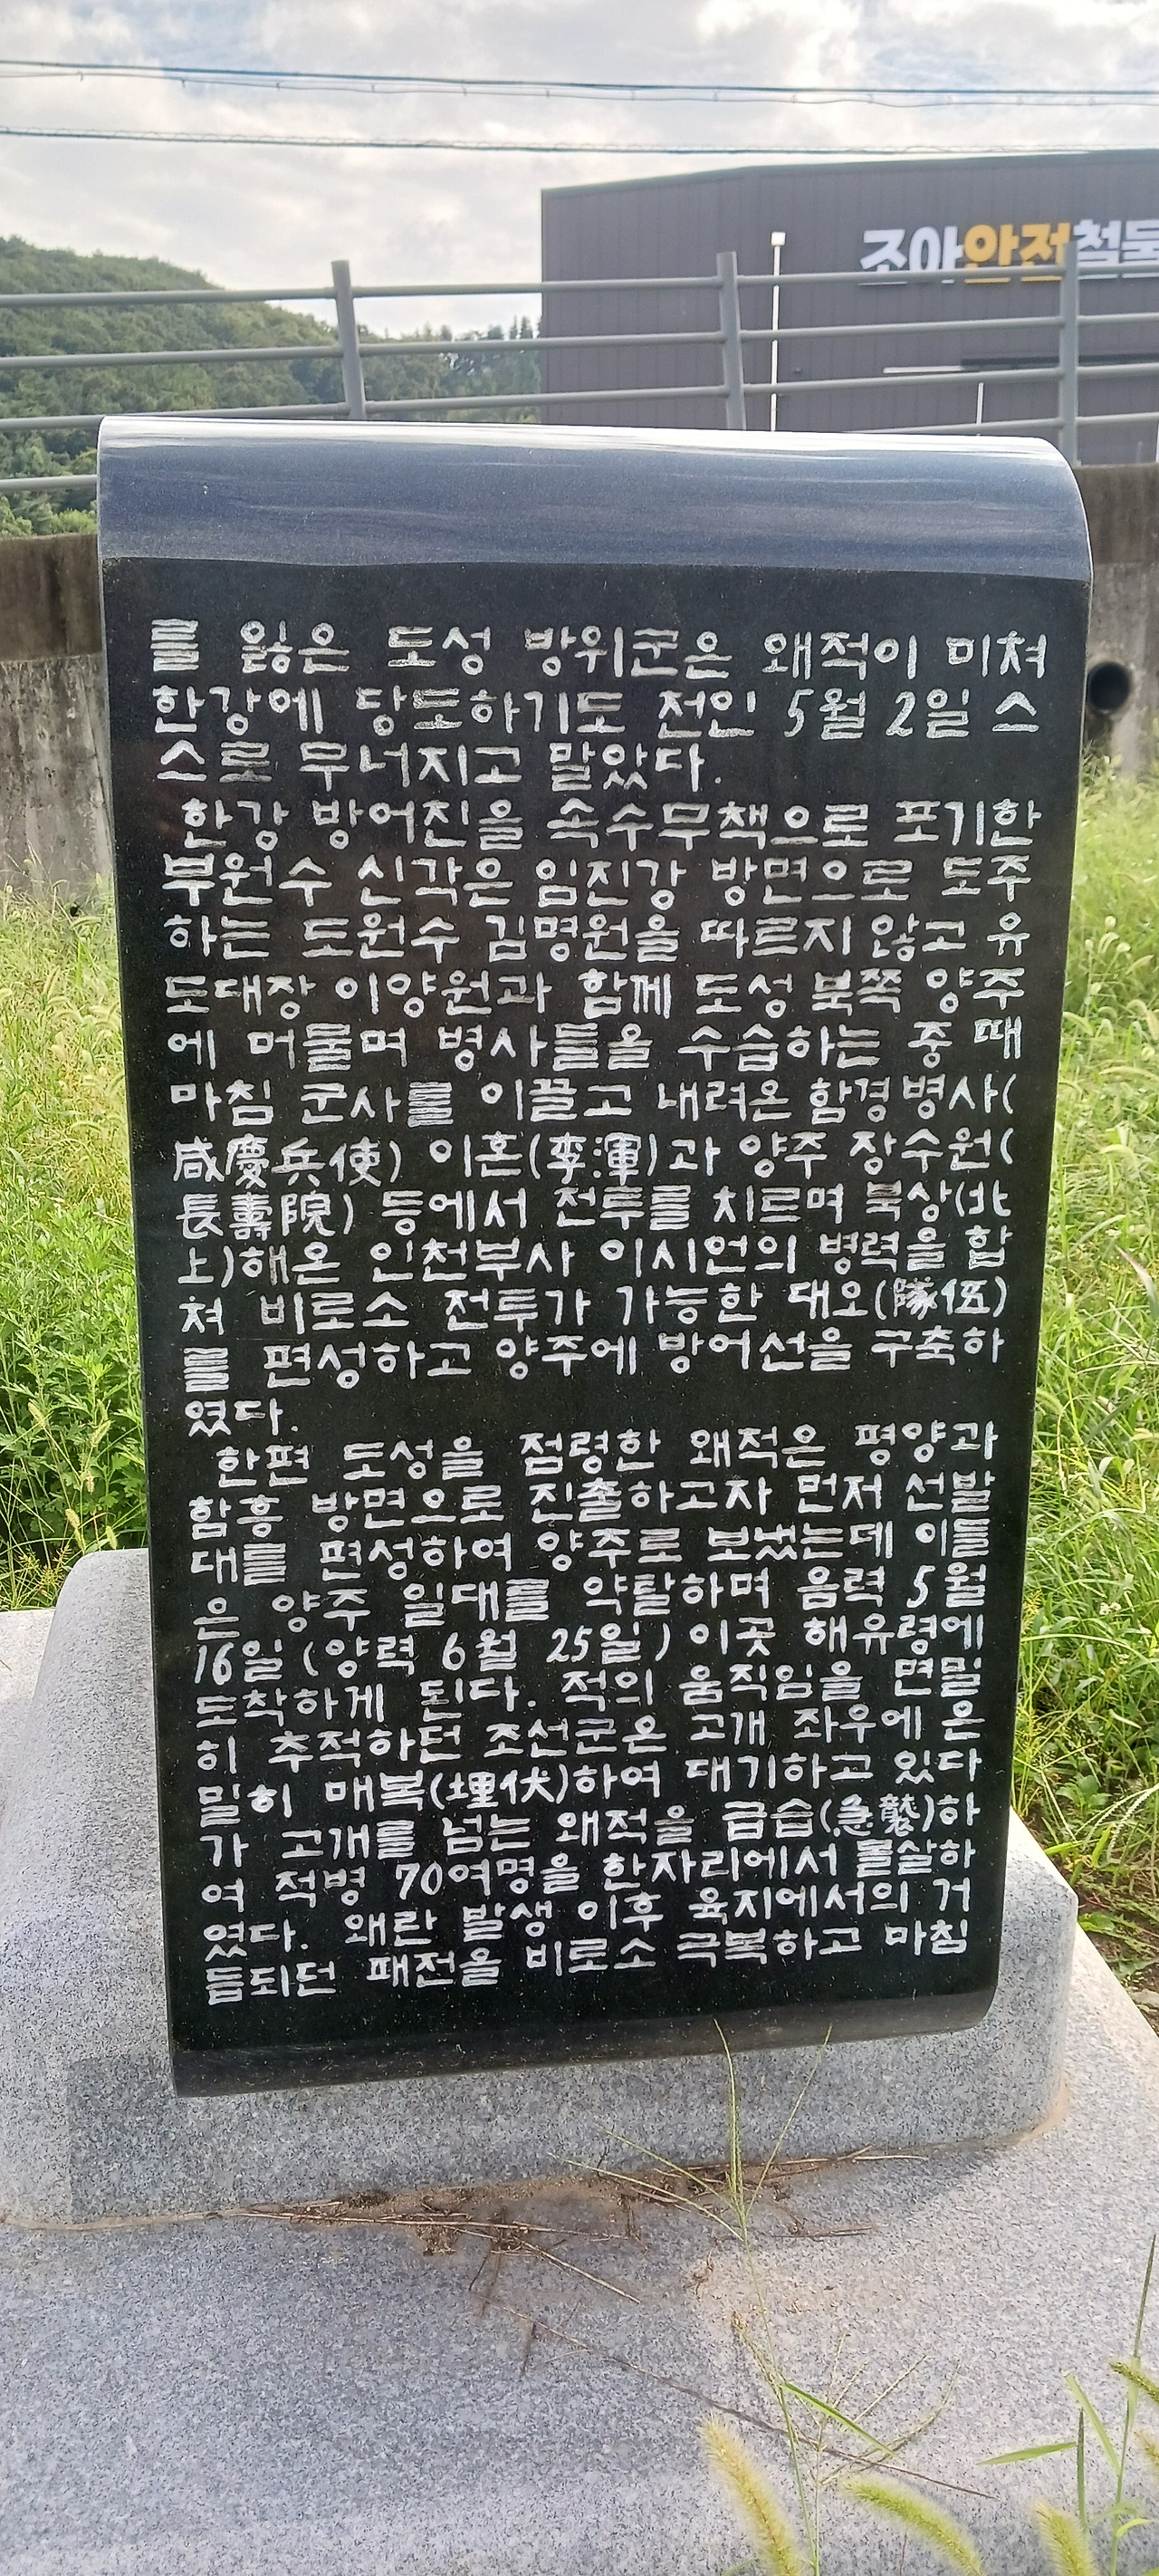 조아안전철물
를 잃은 도성 방위군은 왜적이 미쳐
한강에 당도하기도 전인 5월 2일 스
스로 무너지고 말았다.
한강 방어진을 속수무책으로 포기한
부원수 신각은 임진강 방면으로 도주
하는 도원수 김명원을 따르지 않고 유
도대장 이양원과 함께 도성 북쪽 양주
에 머물며 병사들을 수습하는 중 때
마침 군사를 이끌고 내려온 함경병사(
咸慶兵使) 이혼(李渾)과 양주 장수원(
長壽院) 등에서 전투를 치르며 북상(北
上)해온 인천부사 이시언의 병력을 합
쳐 비로소 전투가 가능한 대오(隊伍)
를 편성하고 양주에 방어선을 구축하
였다.
한편 도성을 점령한 왜적은 평양과
함흥 방면으로 진출하고자 먼저 선발
대를 편성하여 양주로 보냈는데 이들
은 양주 일대를 약탈하며 음력 5월
16일(양력 6월 25일) 이곳 해유령에
도착하게 된다. 적의 움직임을 면밀
히 추적하던 조선군은 고개 좌우에 은
밀히 매복(埋伏)하여 대기하고 있다
가 고개를 넘는 왜적을 급습(急襲)하
여 적병 70여명을 한자리에서 몰살하
였다. 왜란 발생 이후 육지에서의 거
듭되던 패전을 비로소 극복하고 마침